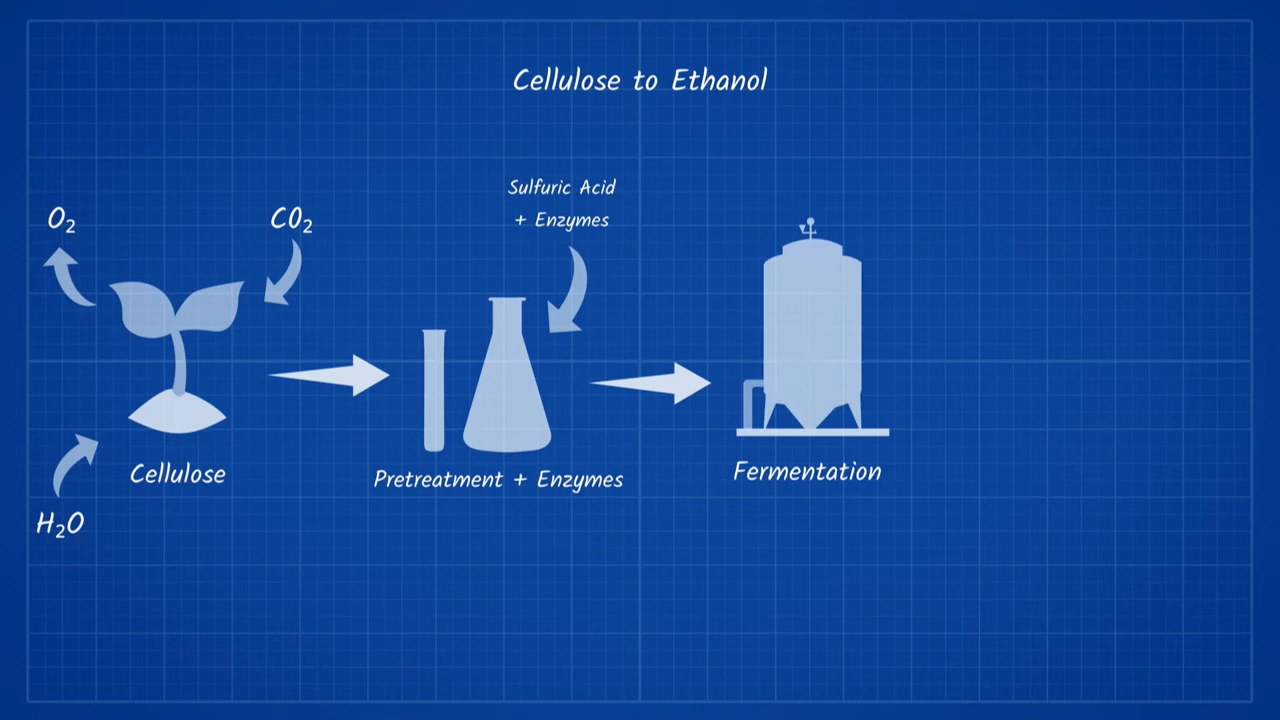 Cellulose to Ethanol
Sulfuric Acid
+ Enzymes
O₂
CO₂
Cellulose
Pretreatment + Enzymes
Fermentation
H₂O